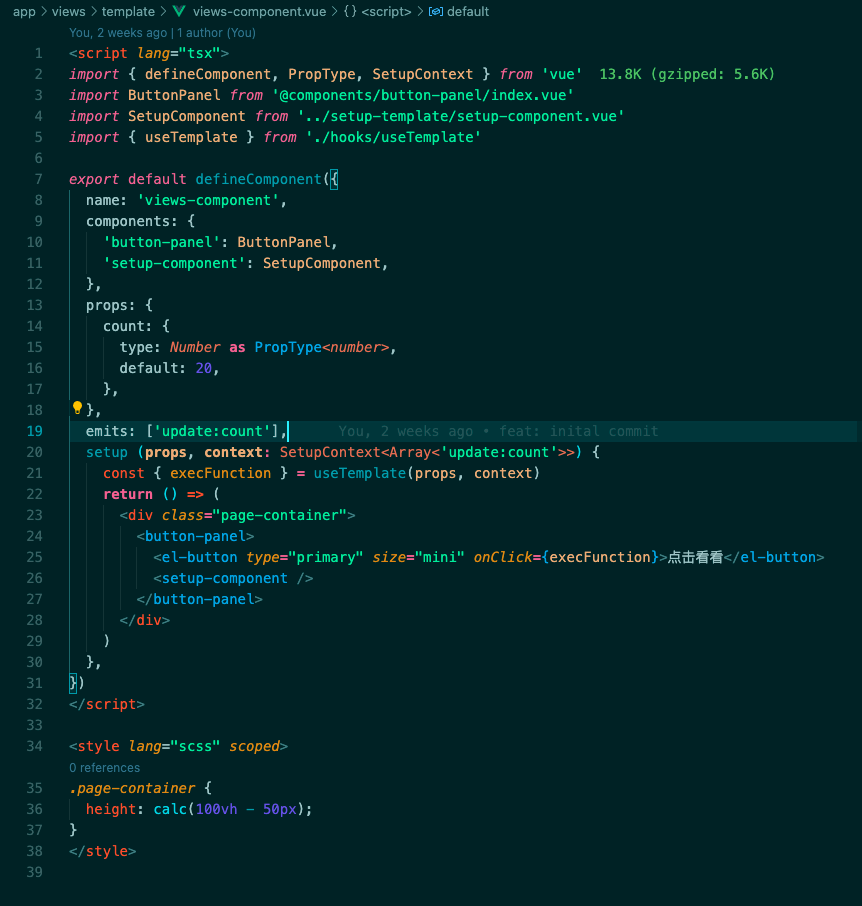 app > views > template > views-component.vue > {} <script> > default
You, 2 weeks ago | 1 author (You)
1 <script lang="tsx">
2 import { defineComponent, PropType, SetupContext } from 'vue' 13.8K (gzipped: 5.6K)
3 import ButtonPanel from '@components/button-panel/index.vue'
4 import SetupComponent from '../setup-template/setup-component.vue'
5 import { useTemplate } from './hooks/useTemplate'
6
7 export default defineComponent({
8   name: 'views-component',
9   components: {
10     'button-panel': ButtonPanel,
11     'setup-component': SetupComponent,
12   },
13   props: {
14     count: {
15       type: Number as PropType<number>,
16       default: 20,
17     },
18   },
19   emits: ['update:count'], You, 2 weeks ago • feat: inital commit
20   setup (props, context: SetupContext<Array<'update:count'>>) {
21     const { execFunction } = useTemplate(props, context)
22     return () => (
23       <div class="page-container">
24         <button-panel>
25           <el-button type="primary" size="mini" onClick={execFunction}>点击看看</el-button>
26           <setup-component />
27         </button-panel>
28       </div>
29     )
30   },
31 })
32 </script>
33
34 <style lang="scss" scoped>
0 references
35 .page-container {
36   height: calc(100vh - 50px);
37 }
38 </style>
39